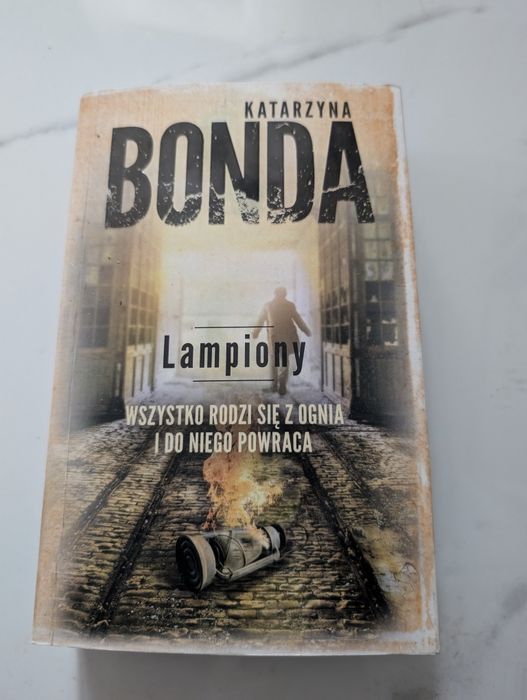 KATARZYNA
BONDA
Lampiony
WSZYSTKO RODZI SIĘ Z OGNIA
I DO NIEGO POWRACA